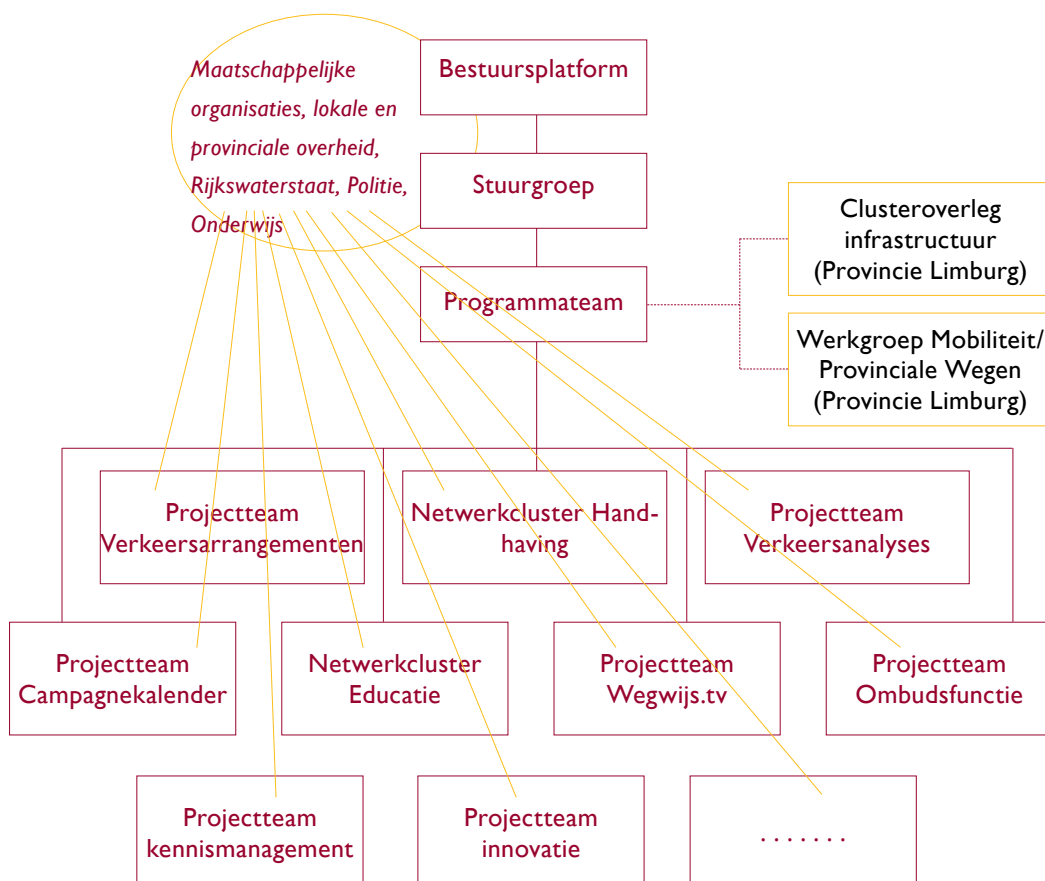 Maatschappelijke
organisaties, lokale en
provinciale overheid,
Rijkswaterstaat, Politie,
Onderwijs
Bestuursplatform
Stuurgroep
Programmateam
Clusteroverleg
infrastructuur
(Provincie Limburg)
Werkgroep Mobiliteit/
Provinciale Wegen
(Provincie Limburg)
Projectteam
Verkeersarrangementen
Netwerkcluster Hand-
having
Projectteam
Verkeersanalyses
Projectteam
Campagnekalender
Netwerkcluster
Educatie
Projectteam
Wegwijs.tv
Projectteam
Ombudsfunctie
Projectteam
kennismanagement
Projectteam
innovatie
. . . . . . .